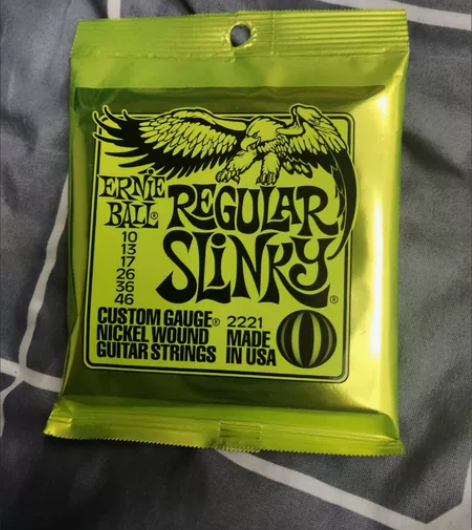 ERNIE
BALL®
REGULAR
SLINKY®
10
13
17
26
36
46
CUSTOM GAUGE®
NICKEL WOUND
GUITAR STRINGS
2221
MADE
IN USA